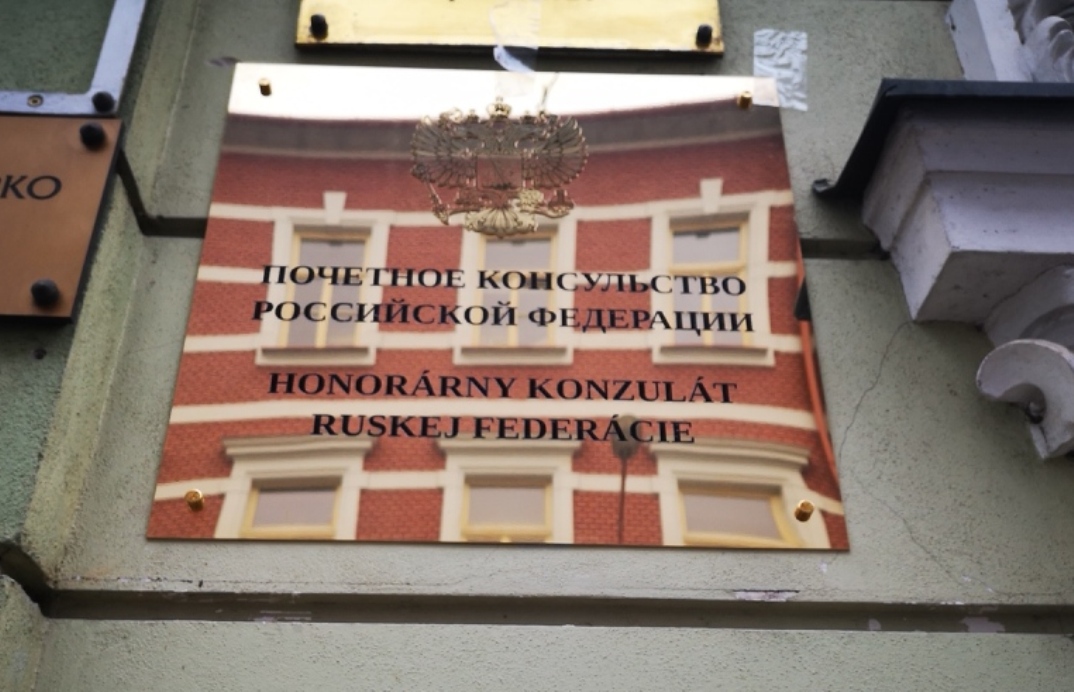 ПОЧЕТНОЕ КОНСУЛЬСТВО
РОССИЙСКОЙ ФЕДЕРАЦИИ
HONORÁRNY KONZULÁT
RUSKEJ FEDERÁCIE